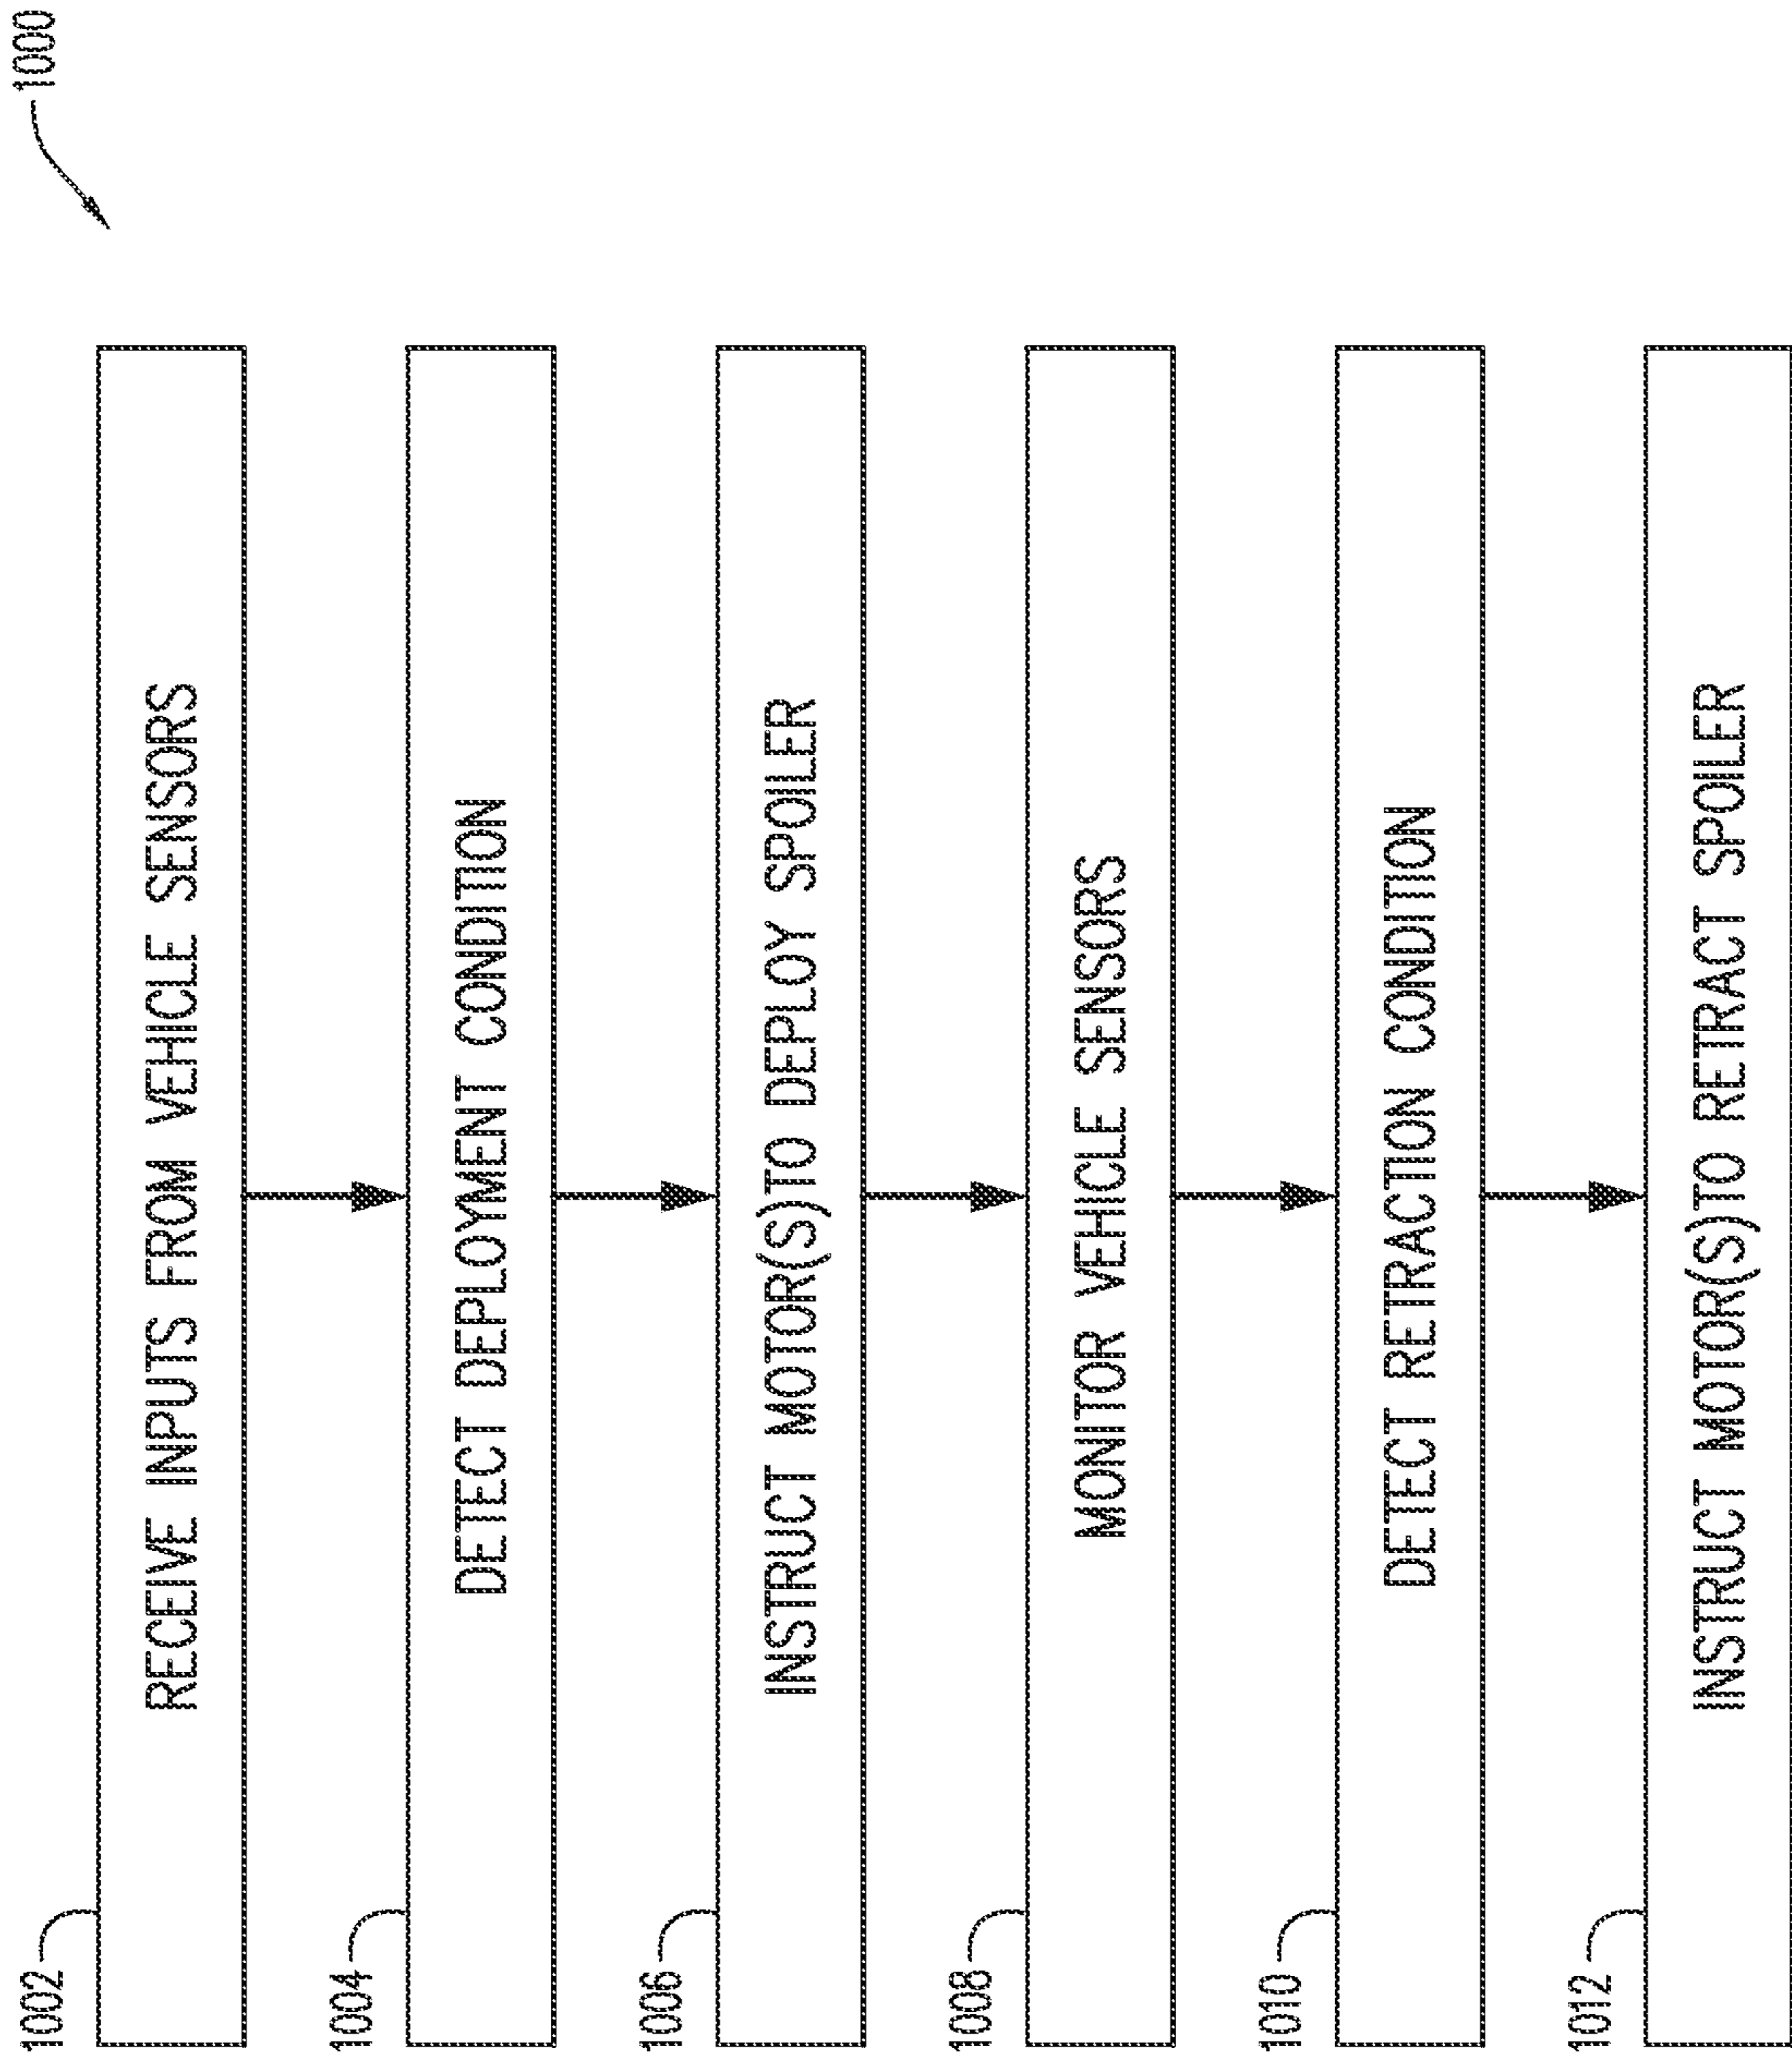 1000
1002
RECEIVE INPUTS FROM VEHICLE SENSORS
1004
DETECT DEPLOYMENT CONDITION
1006
INSTRUCT MOTOR(S)TO DEPLOY SPOILER
1008
MONITOR VEHICLE SENSORS
1010
DETECT RETRACTION CONDITION
1012
INSTRUCT MOTOR(S)TO RETRACT SPOILER